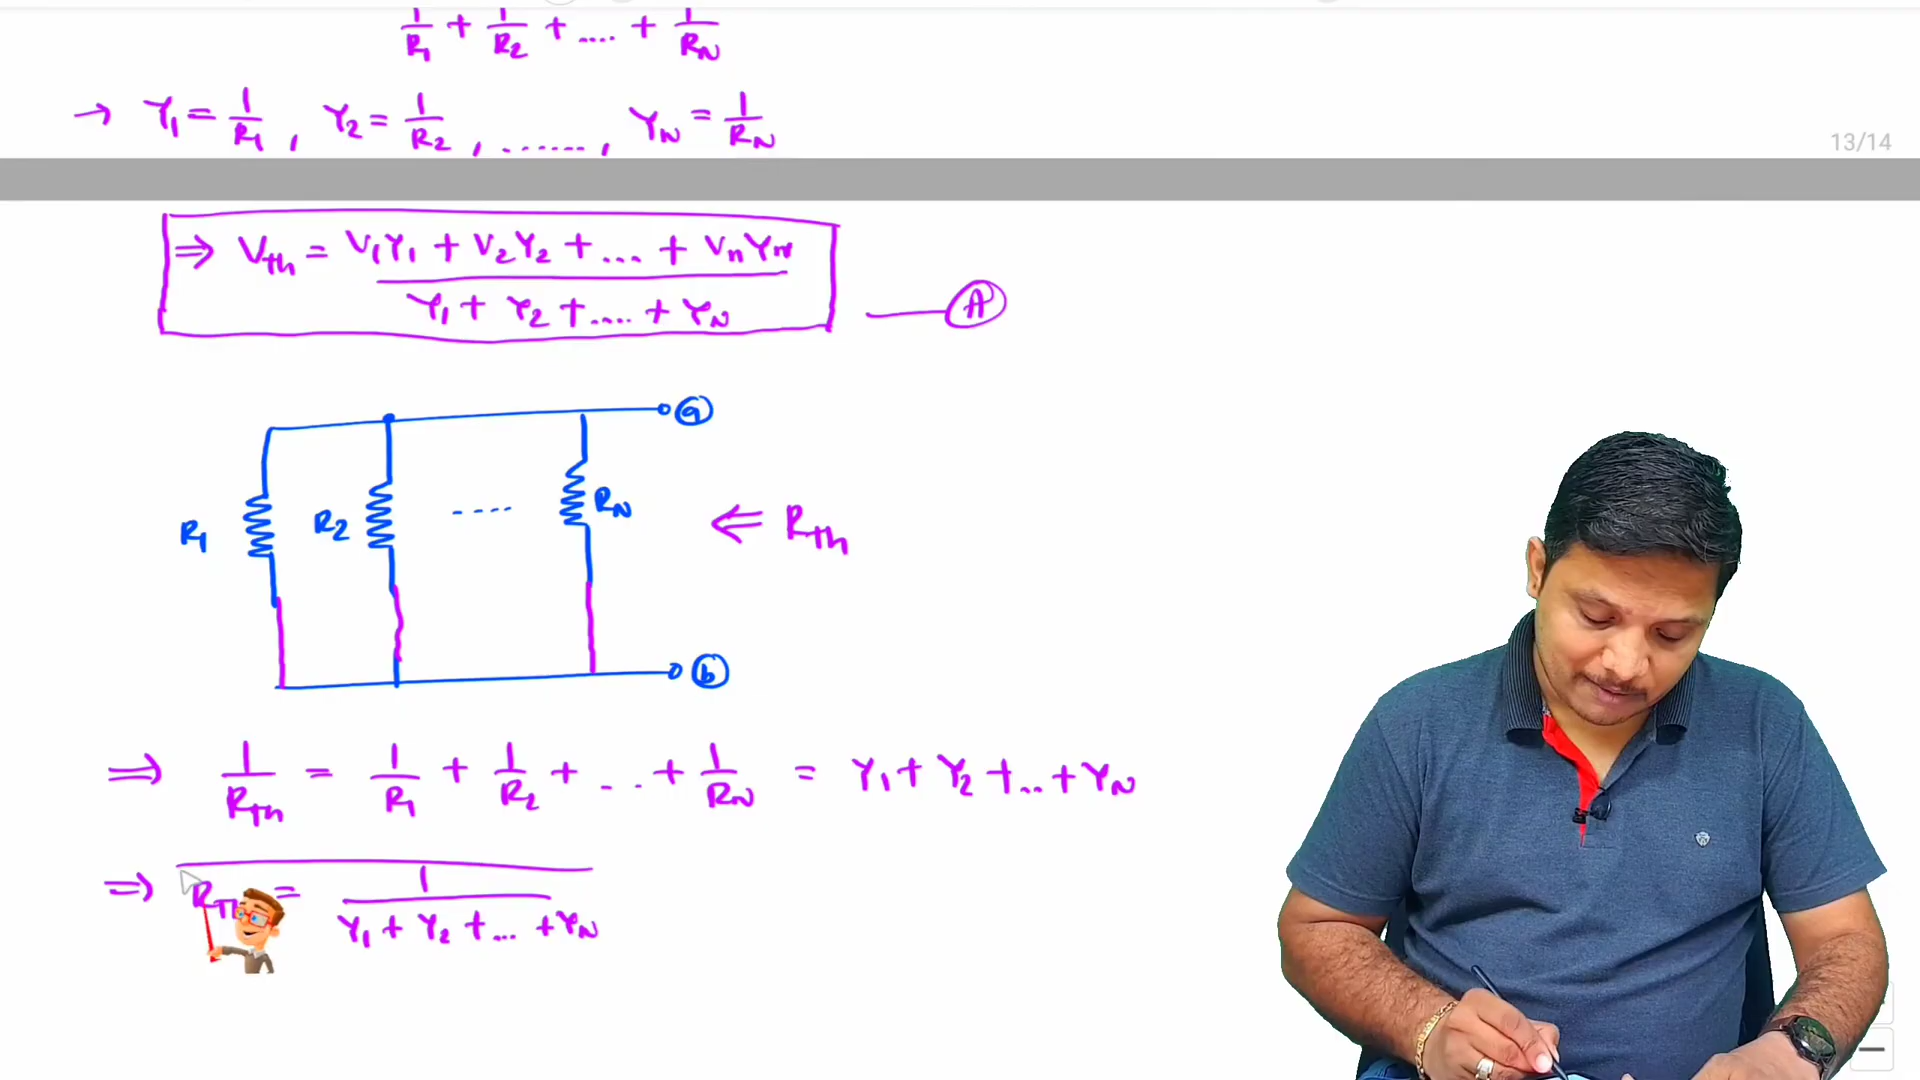 1/R1 + 1/R2 + .... + 1/RN
→ Y1 = 1/R1 , Y2 = 1/R2 , ....... , YN = 1/RN
13/14
⇒ Vth = (V1Y1 + V2Y2 + .... + VnYn) / (Y1 + Y2 + .... + YN) — A
a
R1 R2 .... RN ⇐ Rth
b
⇒ 1/RTh = 1/R1 + 1/R2 + ... + 1/RN = Y1 + Y2 + .. + YN
⇒ RTh = 1 / (Y1 + Y2 + ... + YN)